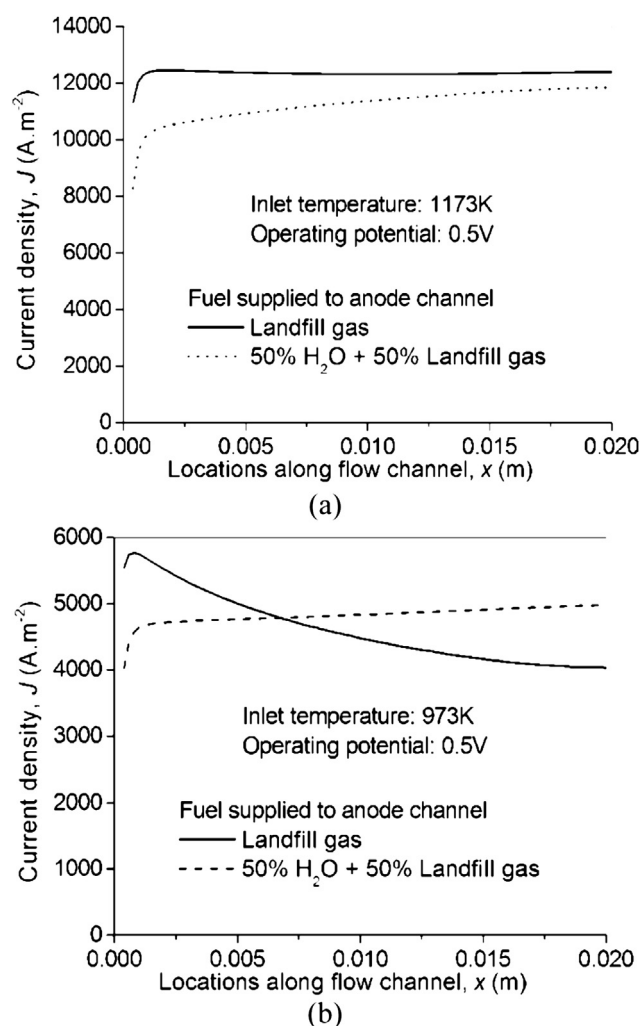 14000
12000
10000
8000
6000
4000
2000
0
Current density, J (A.m⁻²)
Inlet temperature: 1173K
Operating potential: 0.5V
Fuel supplied to anode channel
Landfill gas
50% H₂O + 50% Landfill gas
0.000 0.005 0.010 0.015 0.020
Locations along flow channel, x (m)
(a)
6000
5000
4000
3000
2000
1000
0
Current density, J (A.m⁻²)
Inlet temperature: 973K
Operating potential: 0.5V
Fuel supplied to anode channel
Landfill gas
50% H₂O + 50% Landfill gas
0.000 0.005 0.010 0.015 0.020
Locations along flow channel, x (m)
(b)